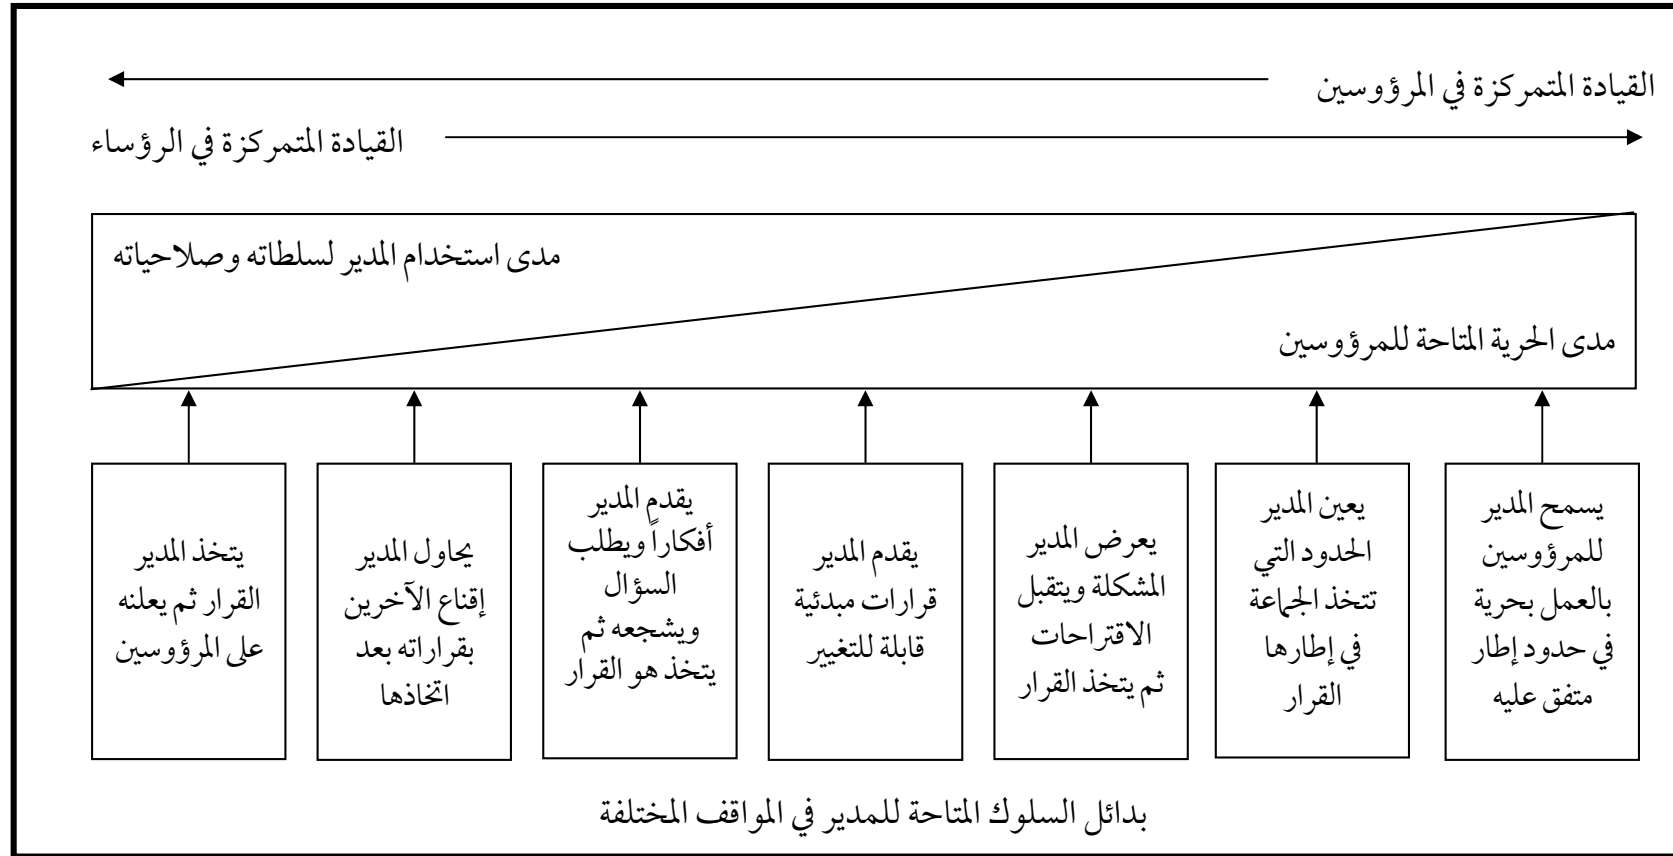 القيادة المتمركزة في المرؤوسين
القيادة المتمركزة في الرؤساء
مدى استخدام المدير لسلطاته وصلاحياته
مدى الحرية المتاحة للمرؤوسين
يسمح المدير
للمرؤوسين
بالعمل بحرية
في حدود إطار
متفق عليه
يعين المدير
الحدود التي
تتخذ الجماعة
في إطارها
القرار
يعرض المدير
المشكلة ويتقبل
الاقتراحات
ثم يتخذ القرار
يقدم المدير
قرارات مبدئية
قابلة للتغيير
يقدم المدير
أفكاراً ويطلب
السؤال
ويشجعه ثم
يتخذ هو القرار
يحاول المدير
إقناع الآخرين
بقراراته بعد
اتخاذها
يتخذ المدير
القرار ثم يعلنه
على المرؤوسين
بدائل السلوك المتاحة للمدير في المواقف المختلفة